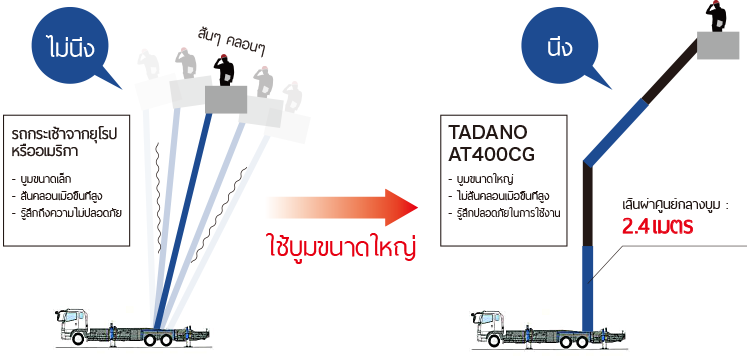 ไม่นิ่ง
สั่นๆ คลอนๆ
รถกระเช้าจากยุโรป
หรืออเมริกา
- บูมขนาดเล็ก
- สั่นคลอนเมื่อขึ้นที่สูง
- รู้สึกถึงความไม่ปลอดภัย
ใช้บูมขนาดใหญ่
นิ่ง
TADANO
AT400CG
- บูมขนาดใหญ่
- ไม่สั่นคลอนเมื่อขึ้นที่สูง
- รู้สึกปลอดภัยในการใช้งาน
เส้นผ่าศูนย์กลางบูม :
2.4 เมตร